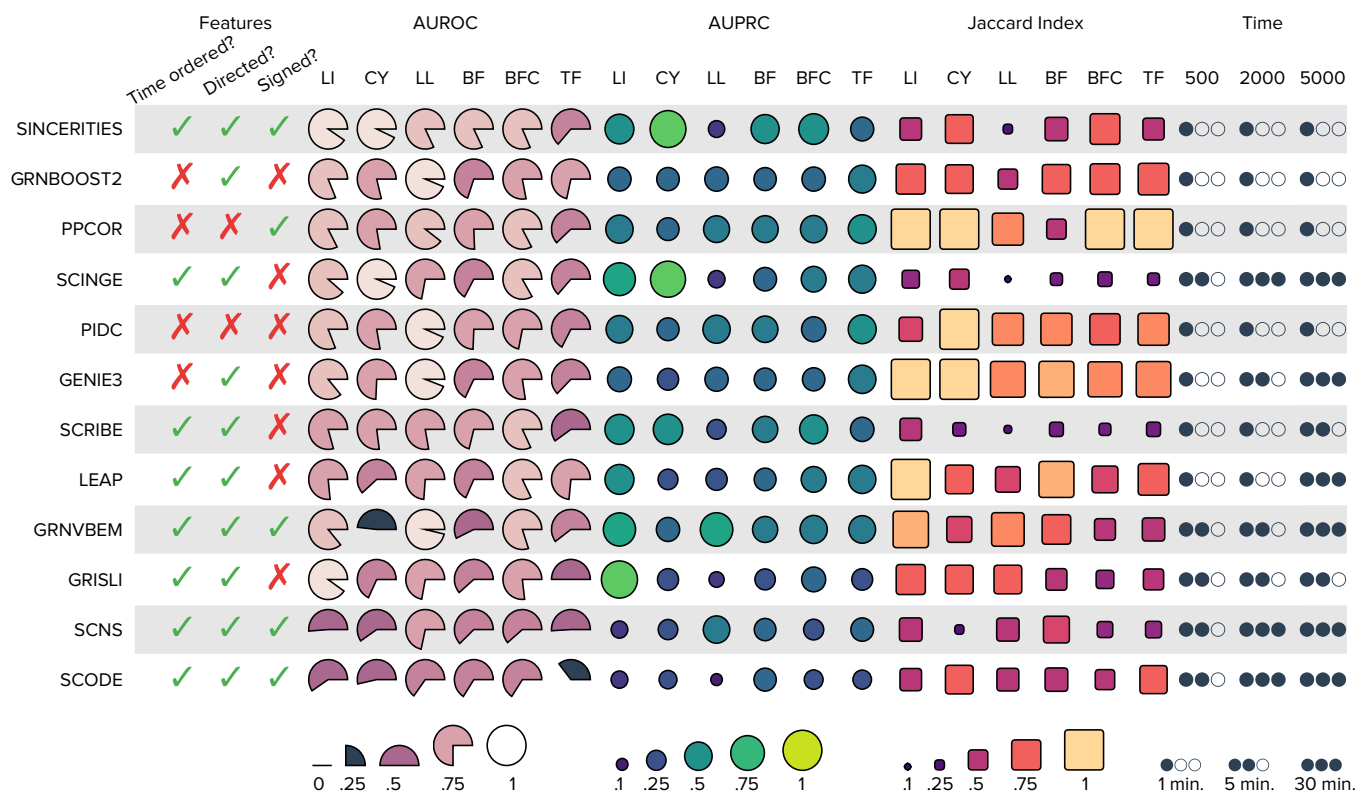 Features AUROC AUPRC Jaccard Index Time
Time ordered? Directed? Signed? LI CY LL BF BFC TF LI CY LL BF BFC TF LI CY LL BF BFC TF 500 2000 5000
SINCERITIES
GRNBOOST2
PPCOR
SCINGE
PIDC
GENIE3
SCRIBE
LEAP
GRNVBEM
GRISLI
SCNS
SCODE
0 .25 .5 .75 1 .1 .25 .5 .75 1 .1 .25 .5 .75 1 1 min. 5 min. 30 min.